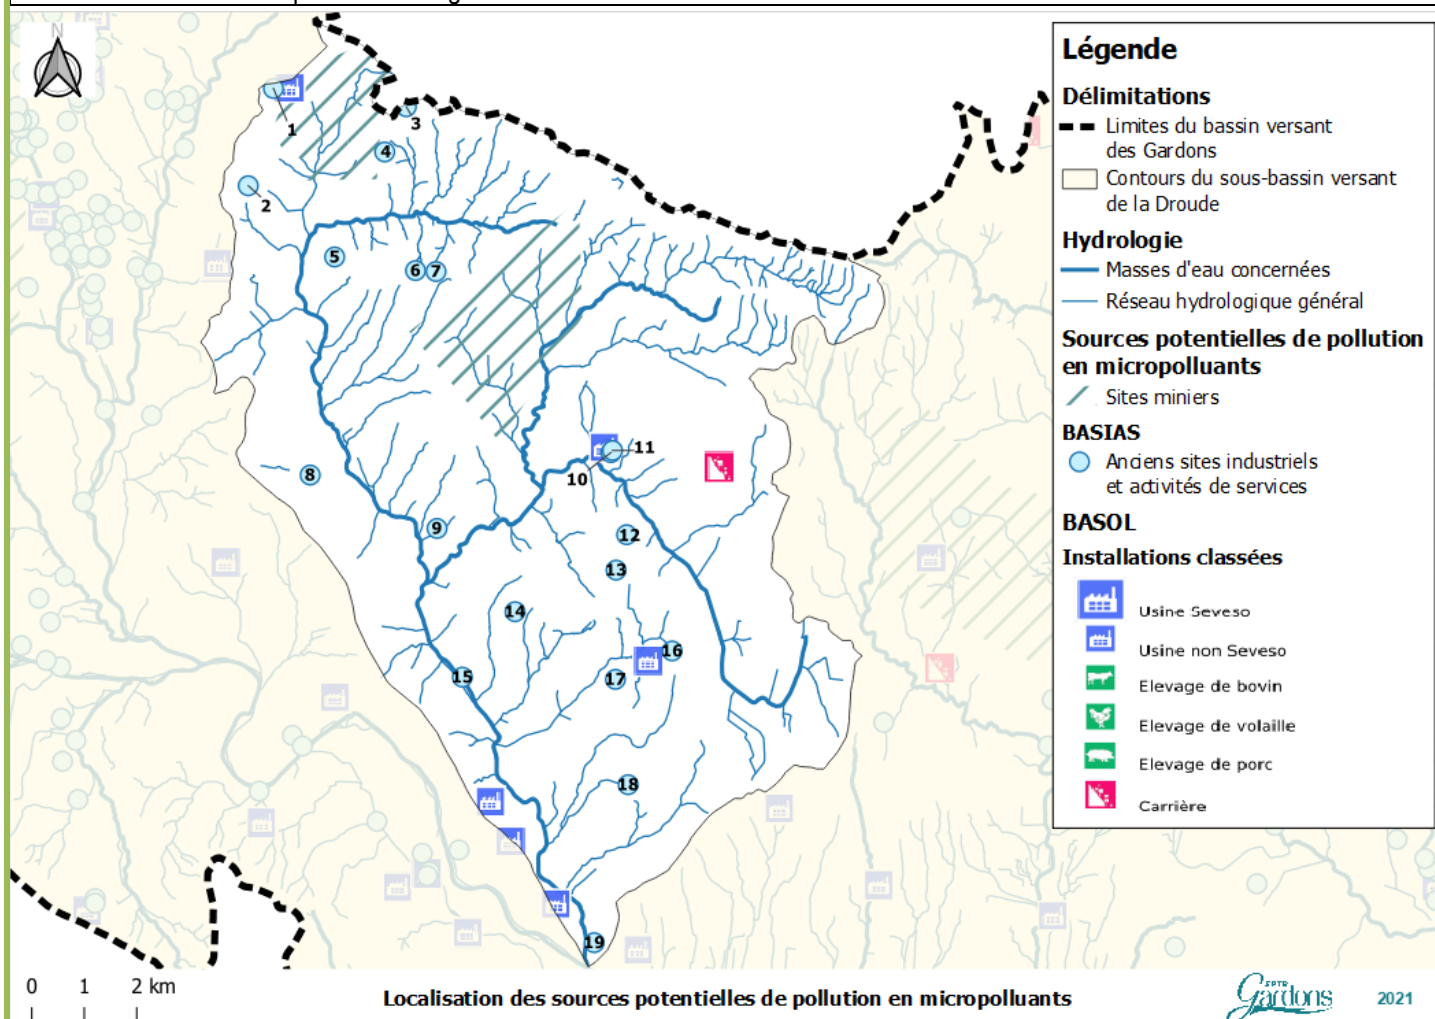 N
Légende
Délimitations
Limites du bassin versant
des Gardons
Contours du sous-bassin versant
de la Droude
Hydrologie
Masses d'eau concernées
Réseau hydrologique général
Sources potentielles de pollution
en micropolluants
Sites miniers
BASIAS
Anciens sites industriels
et activités de services
BASOL
Installations classées
Usine Seveso
Usine non Seveso
Elevage de bovin
Elevage de volaille
Elevage de porc
Carrière
1
2
3
4
5
6
7
8
9
10
11
12
13
14
15
16
17
18
19
0 1 2 km
Localisation des sources potentielles de pollution en micropolluants
Gardons
2021